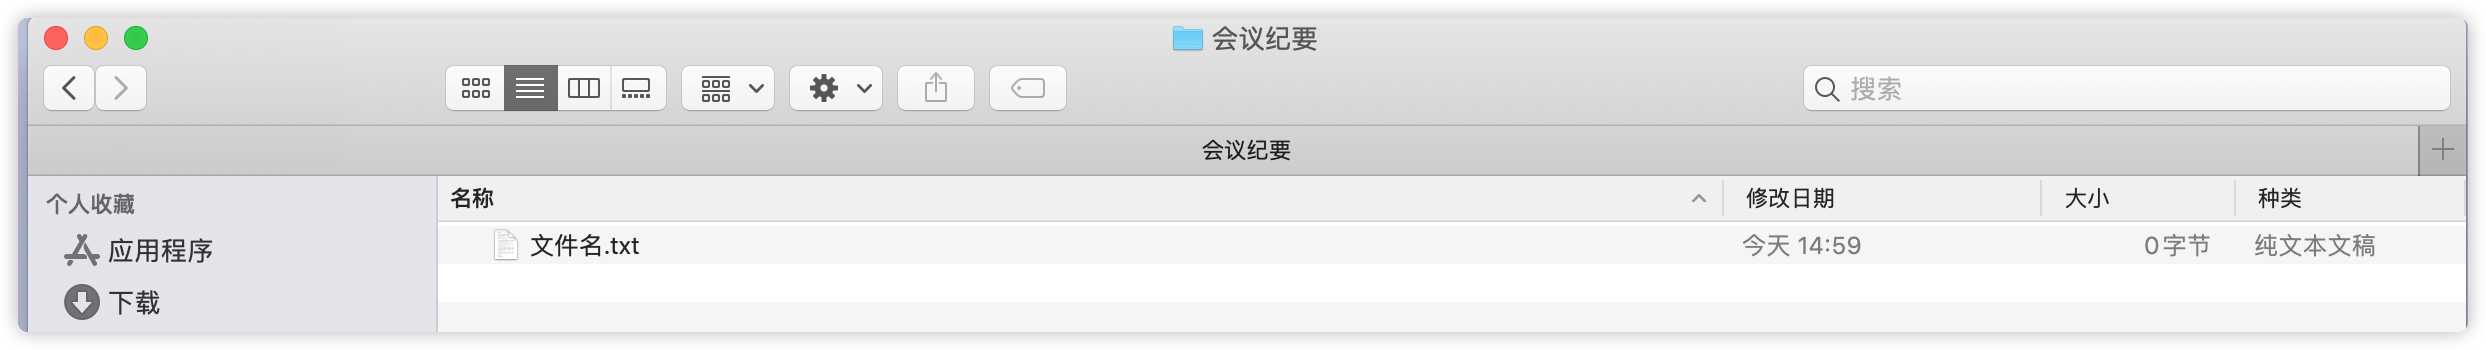 会议纪要
搜索
会议纪要
个人收藏
应用程序
下载
名称 修改日期 大小 种类
文件名.txt 今天 14:59 0字节 纯文本文稿